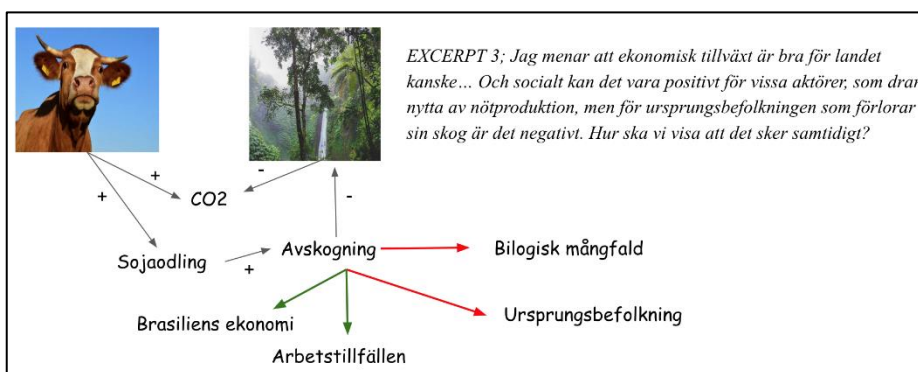 EXCERPT 3; Jag menar att ekonomisk tillväxt är bra för landet
kanske… Och socialt kan det vara positivt för vissa aktörer, som drar
nytta av nötproduktion, men för ursprungsbefolkningen som förlorar
sin skog är det negativt. Hur ska vi visa att det sker samtidigt?
+
+
-
CO2
-
Sojaodling
+
Avskogning
Bilogisk mångfald
Brasiliens ekonomi
Ursprungsbefolkning
Arbetstillfällen